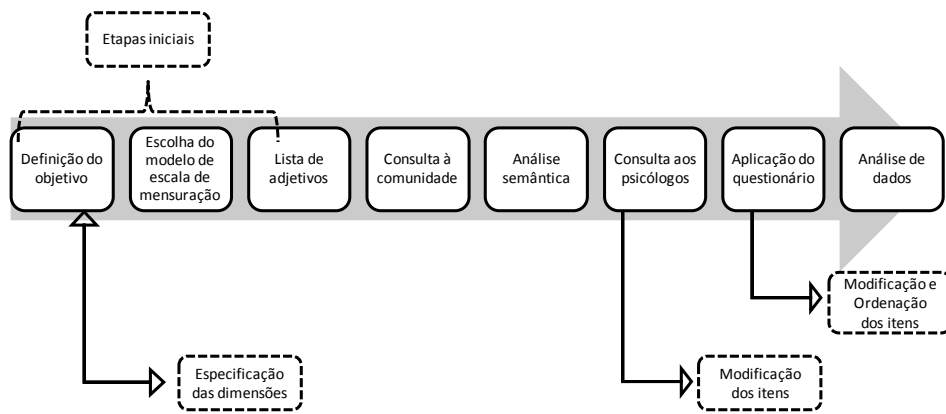 Etapas iniciais
Definição do
objetivo
Escolha do
modelo de
escala de
mensuração
Lista de
adjetivos
Consulta à
comunidade
Análise
semântica
Consulta aos
psicólogos
Aplicação do
questionário
Análise de
dados
Modificação e
Ordenação
dos itens
Especificação
das dimensões
Modificação
dos itens